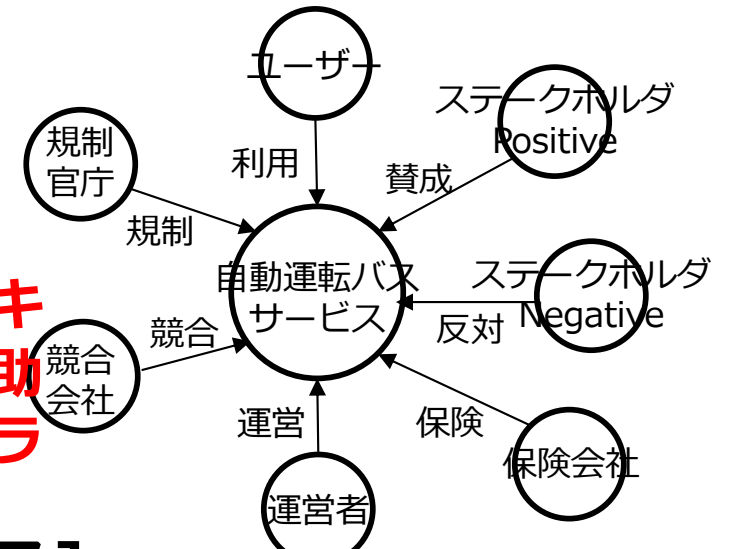 ユーザー
ステークホルダ
Positive
規制
官庁
利用
賛成
規制
自動運転バス
サービス
ステークホルダ
Negative
反対
キ
助
ラ
競合
競合
会社
運営
保険
保険会社
運営者